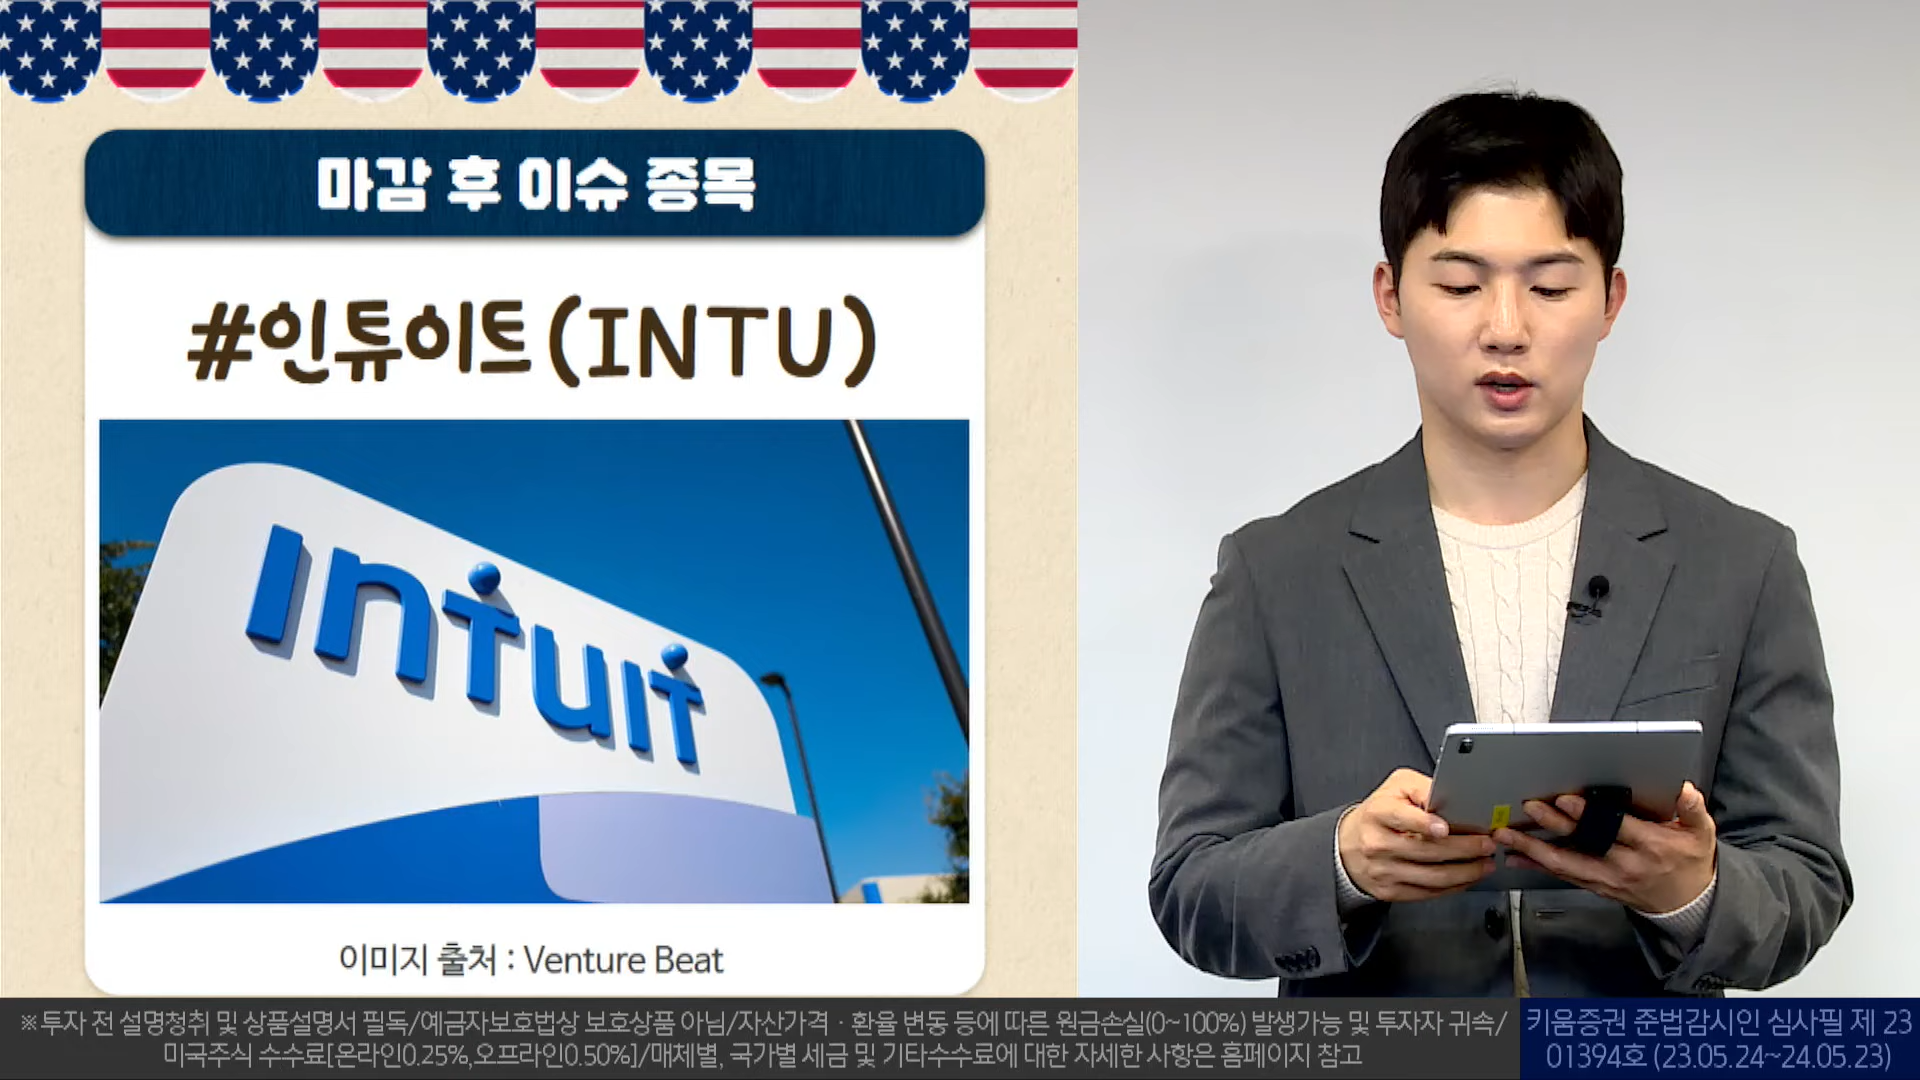 마감 후 이슈 종목
#인튜이트(INTU)
INTUIT
이미지 출처 : Venture Beat
※투자 전 설명청취 및 상품설명서 필독/예금자보호법상 보호상품 아님/자산가격 · 환율 변동 등에 따른 원금손실(0~100%) 발생가능 및 투자자 귀속/
미국주식 수수료[온라인0.25%,오프라인0.50%]/매체별, 국가별 세금 및 기타수수료에 대한 자세한 사항은 홈페이지 참고
키움증권 준법감시인 심사필 제 23
01394호 (23.05.24~24.05.23)